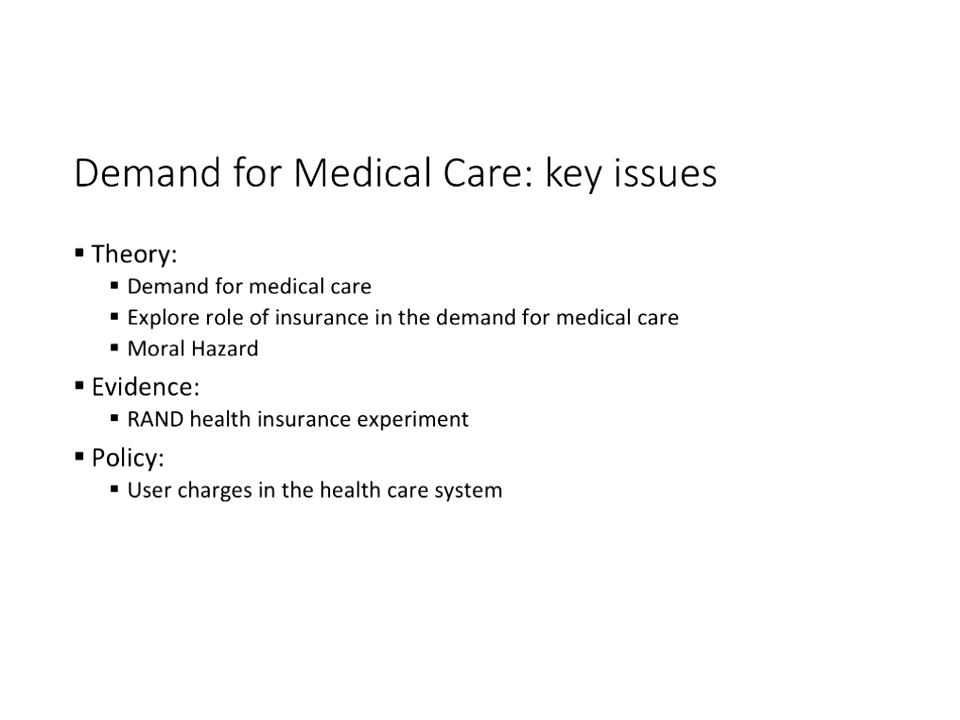 Demand for Medical Care: key issues
▪ Theory:
▪ Demand for medical care
▪ Explore role of insurance in the demand for medical care
▪ Moral Hazard
▪ Evidence:
▪ RAND health insurance experiment
▪ Policy:
▪ User charges in the health care system